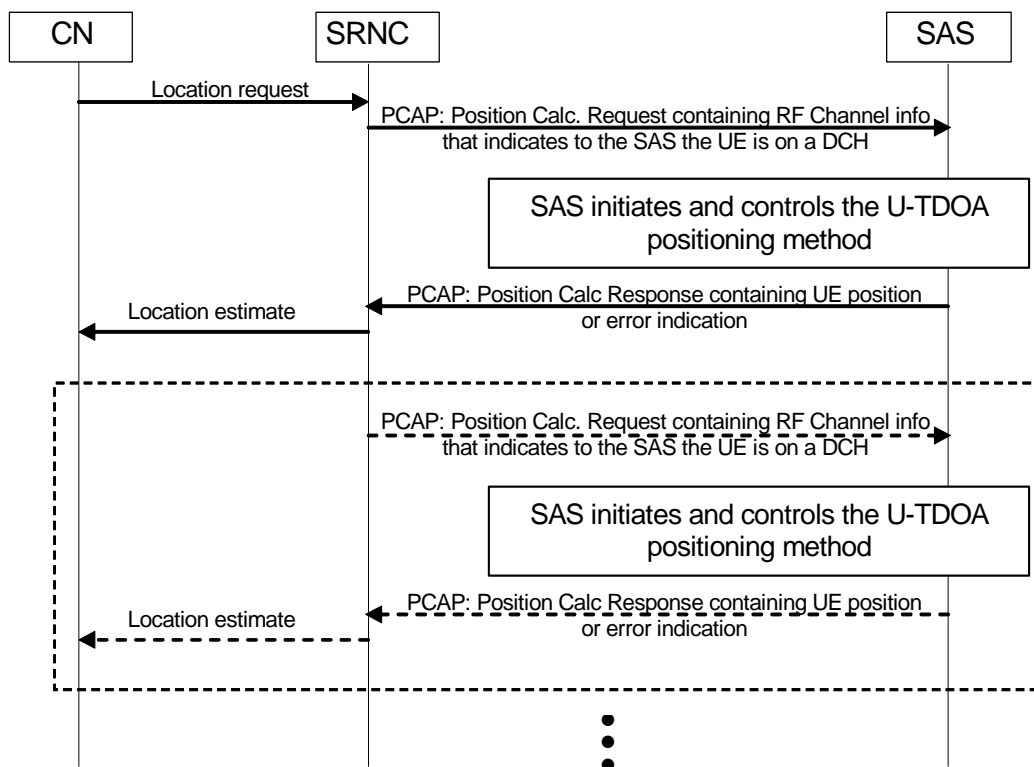 CN
SRNC
SAS
Location request
PCAP: Position Calc. Request containing RF Channel info
that indicates to the SAS the UE is on a DCH
SAS initiates and controls the U-TDOA
positioning method
PCAP: Position Calc Response containing UE position
or error indication
Location estimate
PCAP: Position Calc. Request containing RF Channel info
that indicates to the SAS the UE is on a DCH
SAS initiates and controls the U-TDOA
positioning method
PCAP: Position Calc Response containing UE position
or error indication
Location estimate